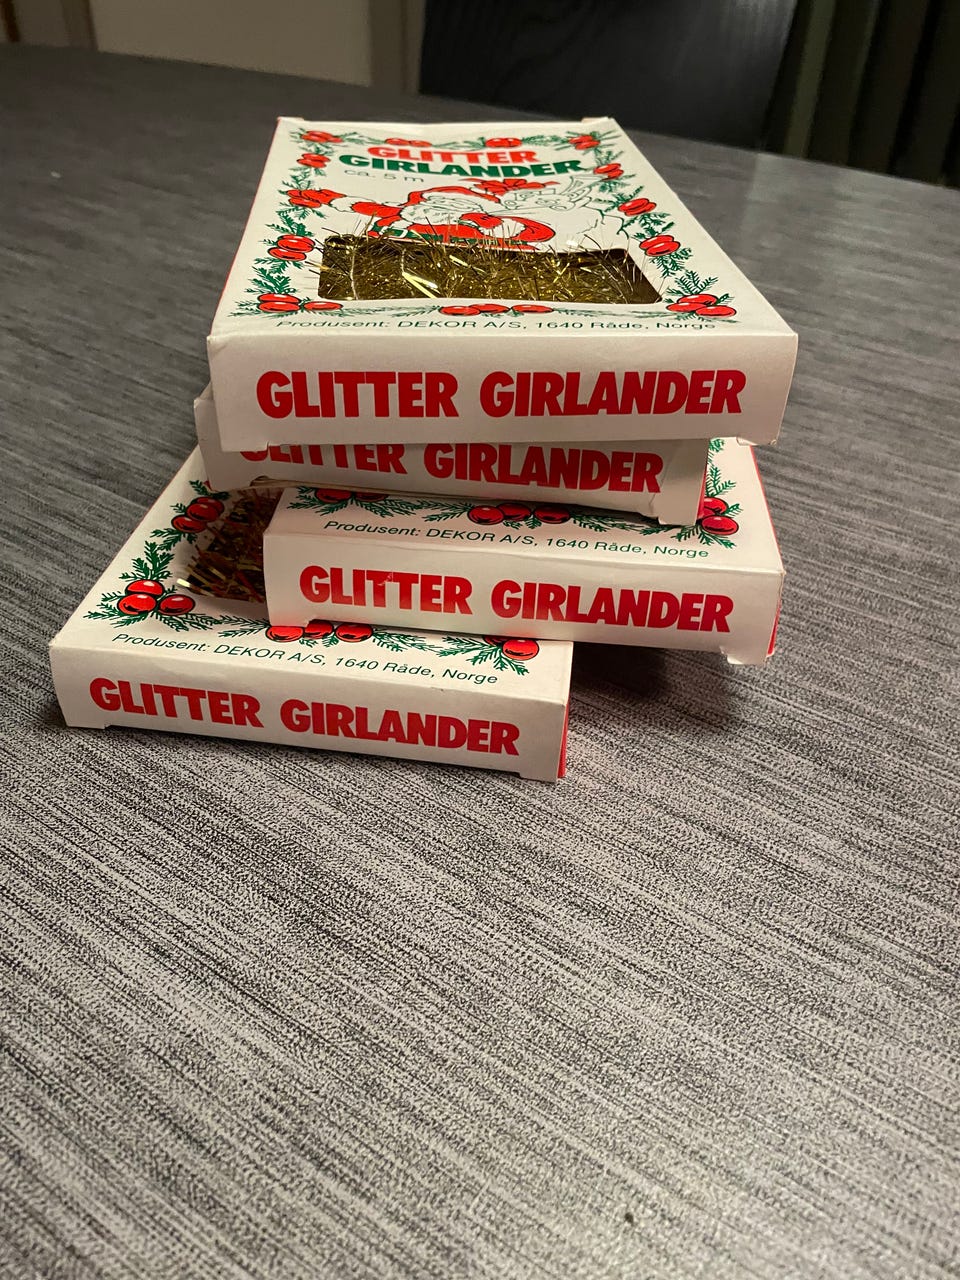 GLITTER
GIRLANDER
ca. 5 m
Produsent: DEKOR A/S, 1640 Råde, Norge
GLITTER GIRLANDER
GLITTER GIRLANDER
Produsent: DEKOR A/S, 1640 Råde, Norge
GLITTER GIRLANDER
Produsent: DEKOR A/S, 1640 Råde, Norge
GLITTER GIRLANDER